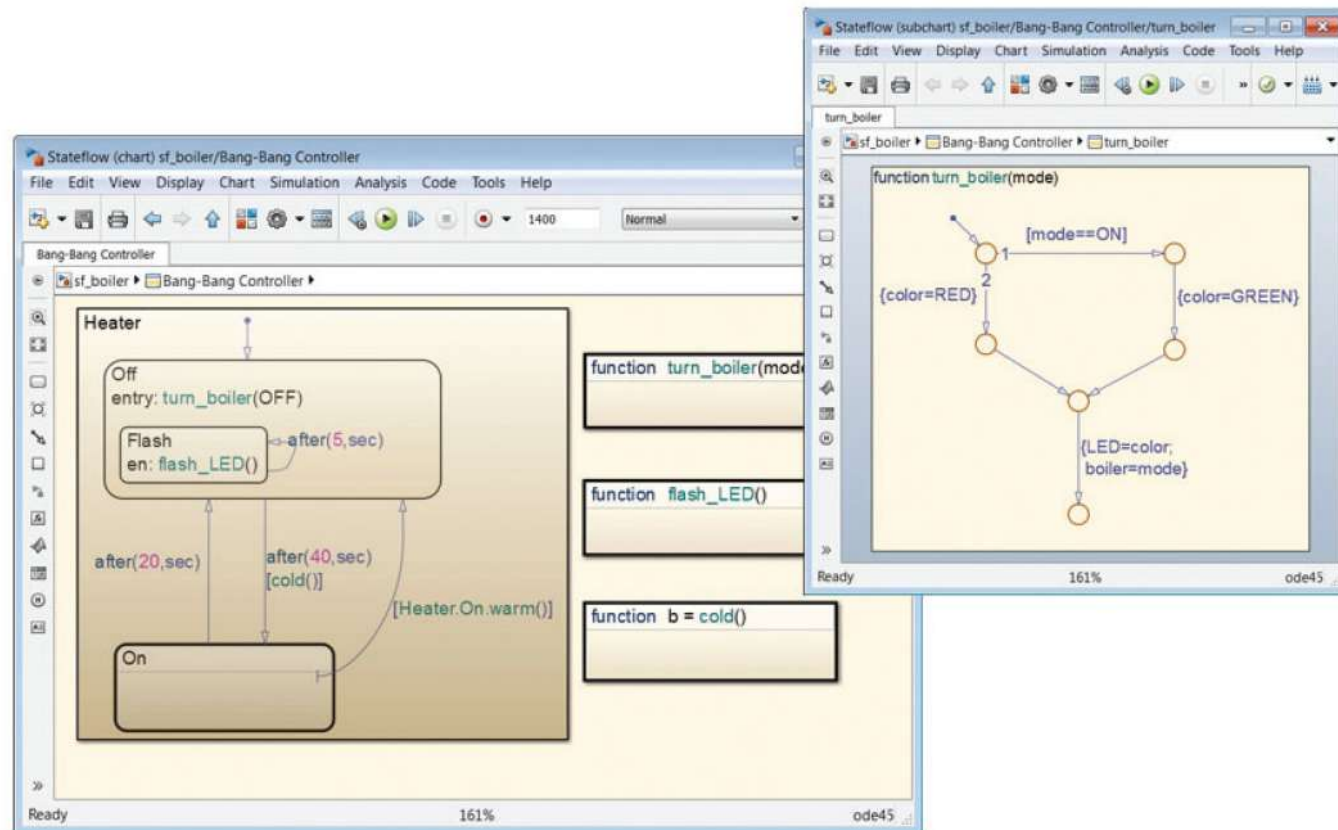 Stateflow (chart) sf_boiler/Bang-Bang Controller
File Edit View Display Chart Simulation Analysis Code Tools Help
1400 Normal
Bang-Bang Controller
sf_boiler Bang-Bang Controller
Heater
Off
entry: turn_boiler(OFF)
Flash
en: flash_LED()
after(5,sec)
after(20,sec)
after(40,sec)
[cold()]
[Heater.On.warm()]
On
function turn_boiler(mode
function flash_LED()
function b = cold()
Ready 161% ode45
Stateflow (subchart) sf_boiler/Bang-Bang Controller/turn_boiler
File Edit View Display Chart Simulation Analysis Code Tools Help
turn_boiler
sf_boiler Bang-Bang Controller turn_boiler
function turn_boiler(mode)
[mode==ON]
1
2
{color=RED}
{color=GREEN}
{LED=color;
boiler=mode}
Ready 161% ode45